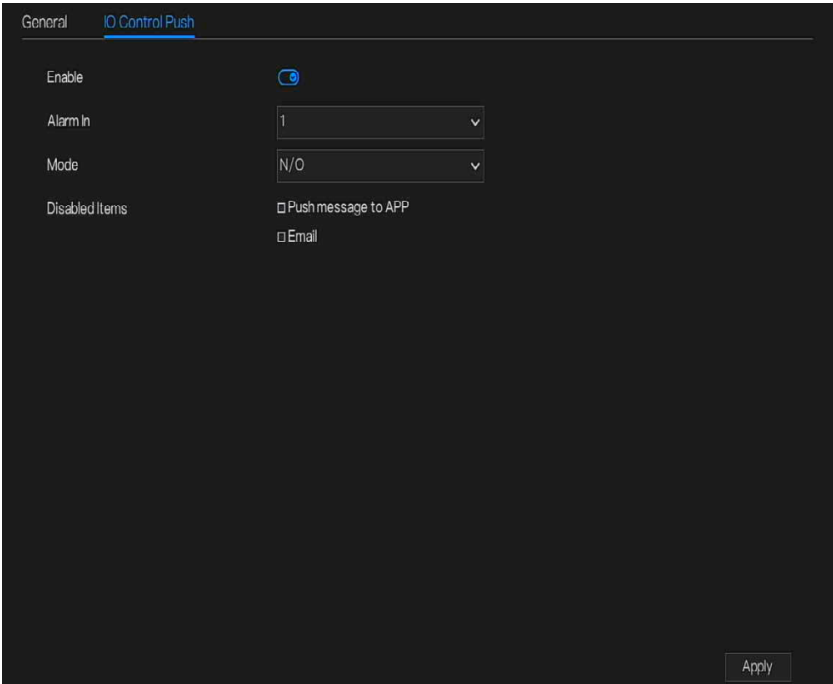 General IO Control Push
Enable
Alarm In 1
Mode N/O
Disabled Items Push message to APP
Email
Apply